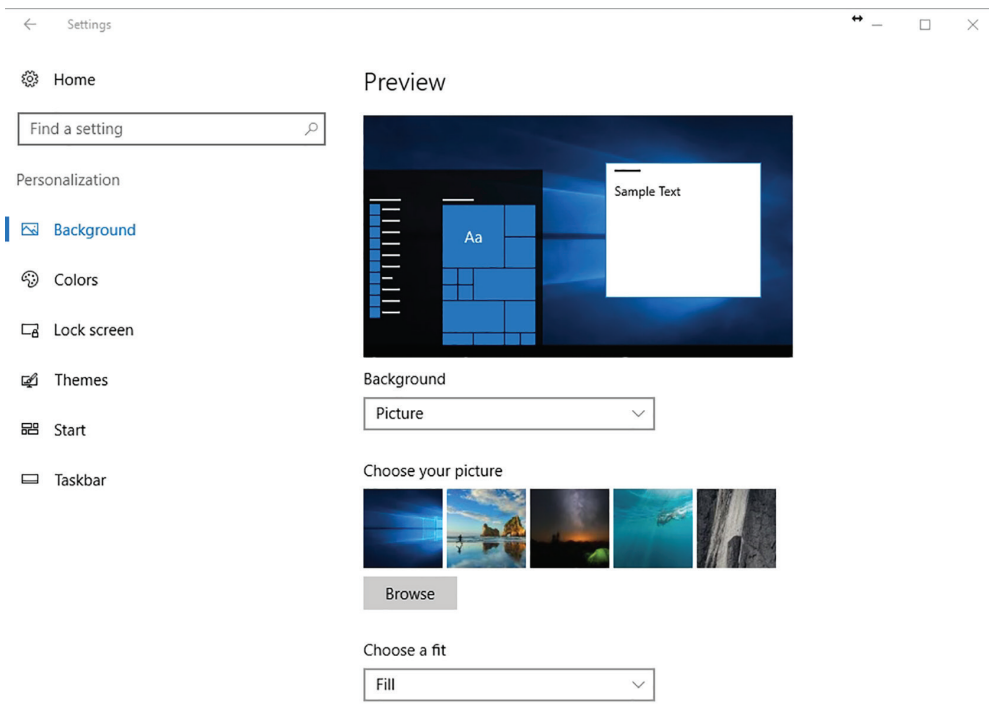 Settings
Home
Find a setting
Personalization
Background
Colors
Lock screen
Themes
Start
Taskbar
Preview
Sample Text
Aa
Background
Picture
Choose your picture
Browse
Choose a fit
Fill